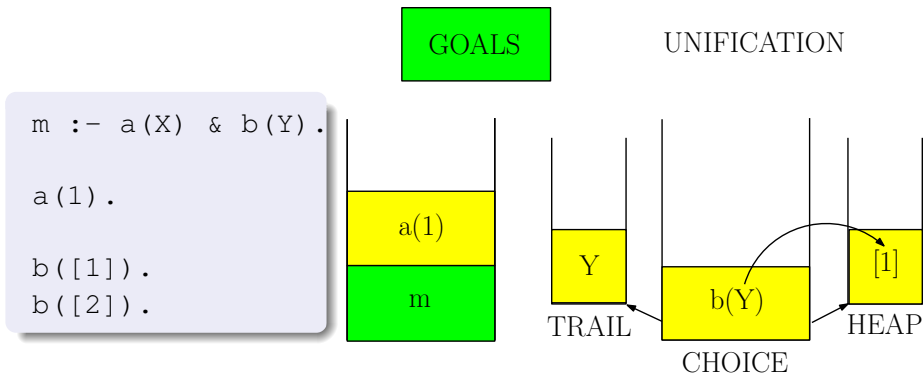 GOALS
UNIFICATION
m :- a(X) & b(Y).
a(1).
b([1]).
b([2]).
a(1)
m
Y
TRAIL
b(Y)
CHOICE
[1]
HEAP